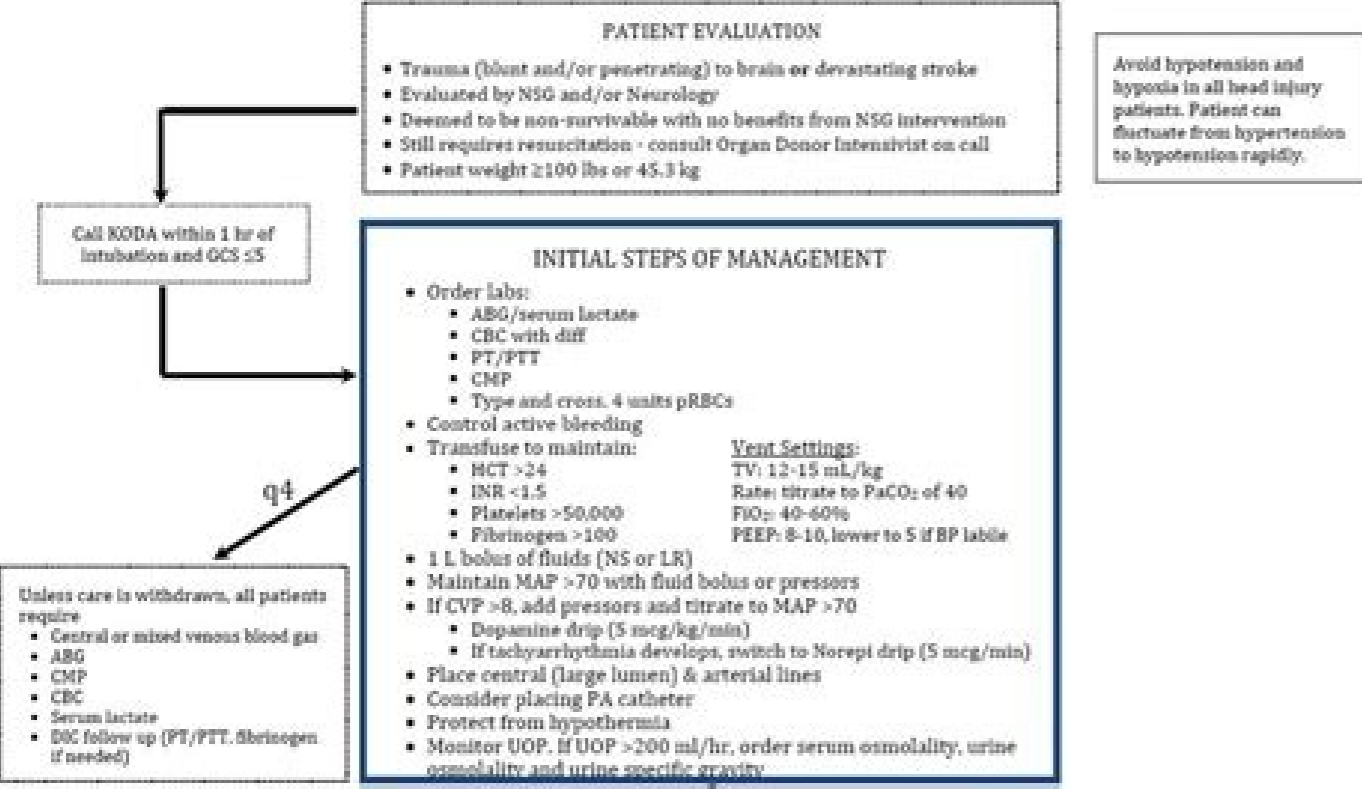 PATIENT EVALUATION
• Trauma (blunt and/or penetrating) to brain or devastating stroke
• Evaluated by NSG and/or Neurology
• Deemed to be non-survivable with no benefits from NSG intervention
• Still requires resuscitation - consult Organ Donor Intensivist on call
• Patient weight ≥100 lbs or 45.3 kg
Avoid hypotension and
hypoxia in all head injury
patients. Patient can
fluctuate from hypertension
to hypotension rapidly.
Call KODA within 1 hr of
intubation and GCS ≤5
INITIAL STEPS OF MANAGEMENT
• Order labs:
▪ ABG/serum lactate
▪ CBC with diff
▪ PT/PTT
▪ CMP
▪ Type and cross. 4 units pRBCs
• Control active bleeding
• Transfuse to maintain:
▪ HCT >24
▪ INR <1.5
▪ Platelets >50,000
▪ Fibrinogen >100
Vent Settings:
TV: 12-15 mL/kg
Rate: titrate to PaCO₂ of 40
FiO₂: 40-60%
PEEP: 8-10, lower to 5 if BP labile
• 1 L bolus of fluids (NS or LR)
• Maintain MAP >70 with fluid bolus or pressors
• If CVP >8, add pressors and titrate to MAP >70
▪ Dopamine drip (5 mcg/kg/min)
▪ If tachyarrhythmia develops, switch to Norepi drip (5 mcg/min)
• Place central (large lumen) & arterial lines
• Consider placing PA catheter
• Protect from hypothermia
• Monitor UOP. If UOP >200 ml/hr, order serum osmolality, urine
osmolality and urine specific gravity
q4
Unless care is withdrawn, all patients
require
• Central or mixed venous blood gas
• ABG
• CMP
• CBC
• Serum lactate
• DIC follow up (PT/PTT, fibrinogen
if needed)